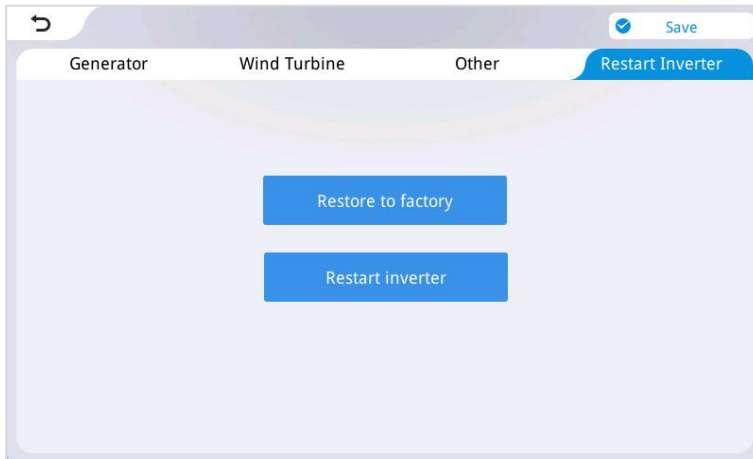 Save
Generator Wind Turbine Other Restart Inverter
Restore to factory
Restart inverter